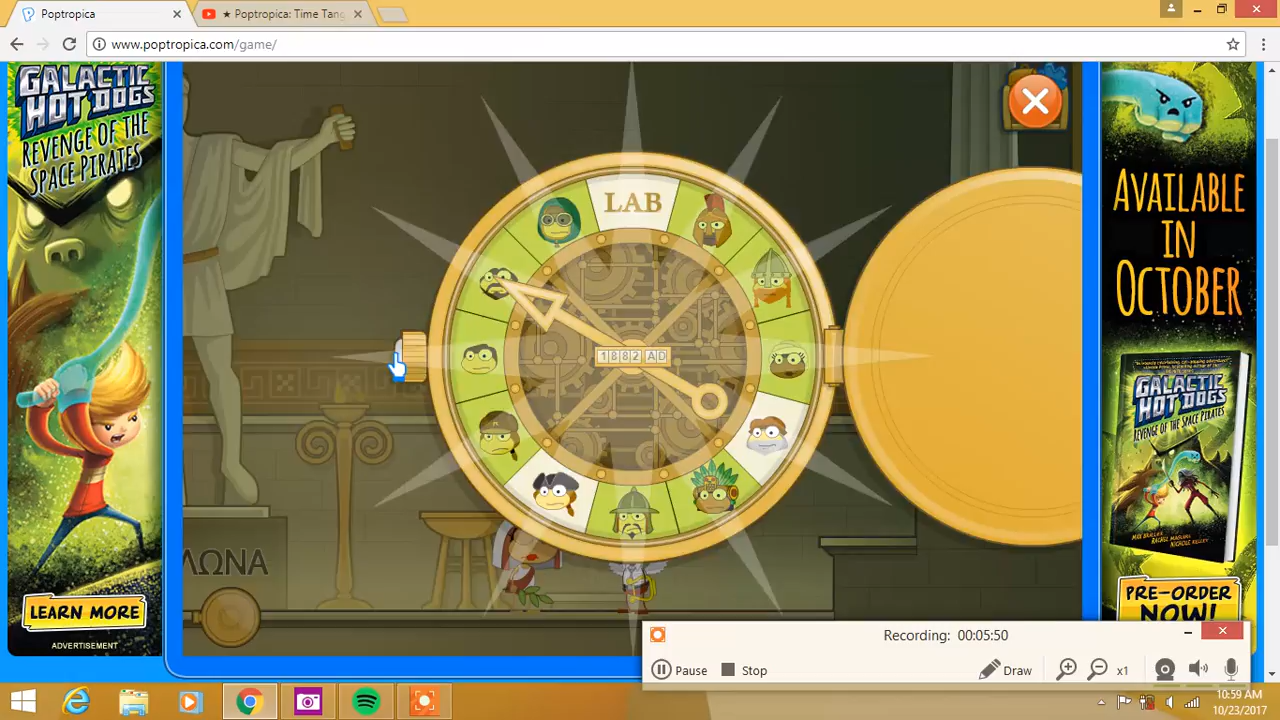 Poptropica
★ Poptropica: Time Tang
www.poptropica.com/game/
GALACTIC
HOT DOGS
REVENGE OF THE
SPACE PIRATES
LEARN MORE
ADVERTISEMENT
LAB
1882 AD
ΛΩΝΑ
AVAILABLE
IN
OCTOBER
GALACTIC
HOT DOGS
REVENGE OF THE SPACE PIRATES
PRE-ORDER
NOW!
Recording: 00:05:50
Pause
Stop
Draw
x1
10:59 AM
10/23/2017